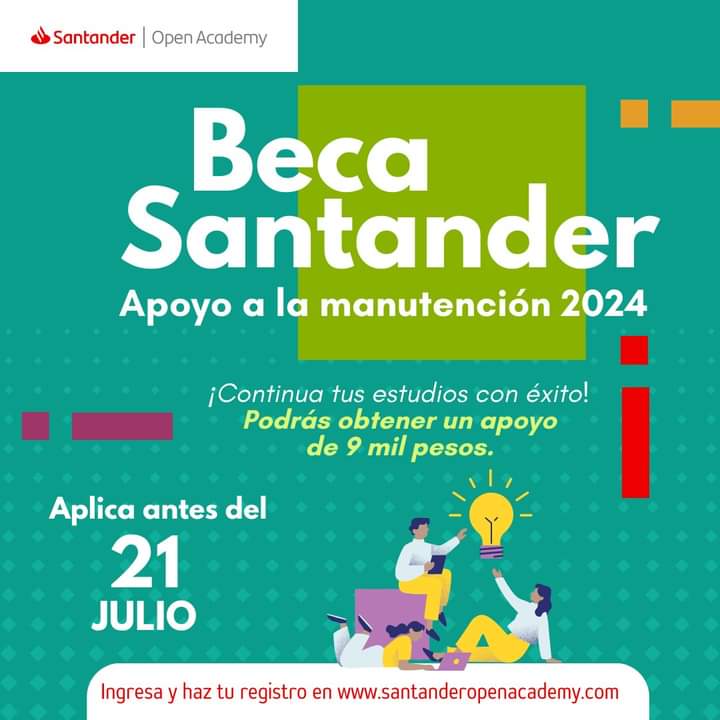 Santander | Open Academy
Beca
Santander
Apoyo a la manutención 2024
¡Continua tus estudios con éxito!
Podrás obtener un apoyo
de 9 mil pesos.
Aplica antes del
21
JULIO
Ingresa y haz tu registro en www.santanderopenacademy.com